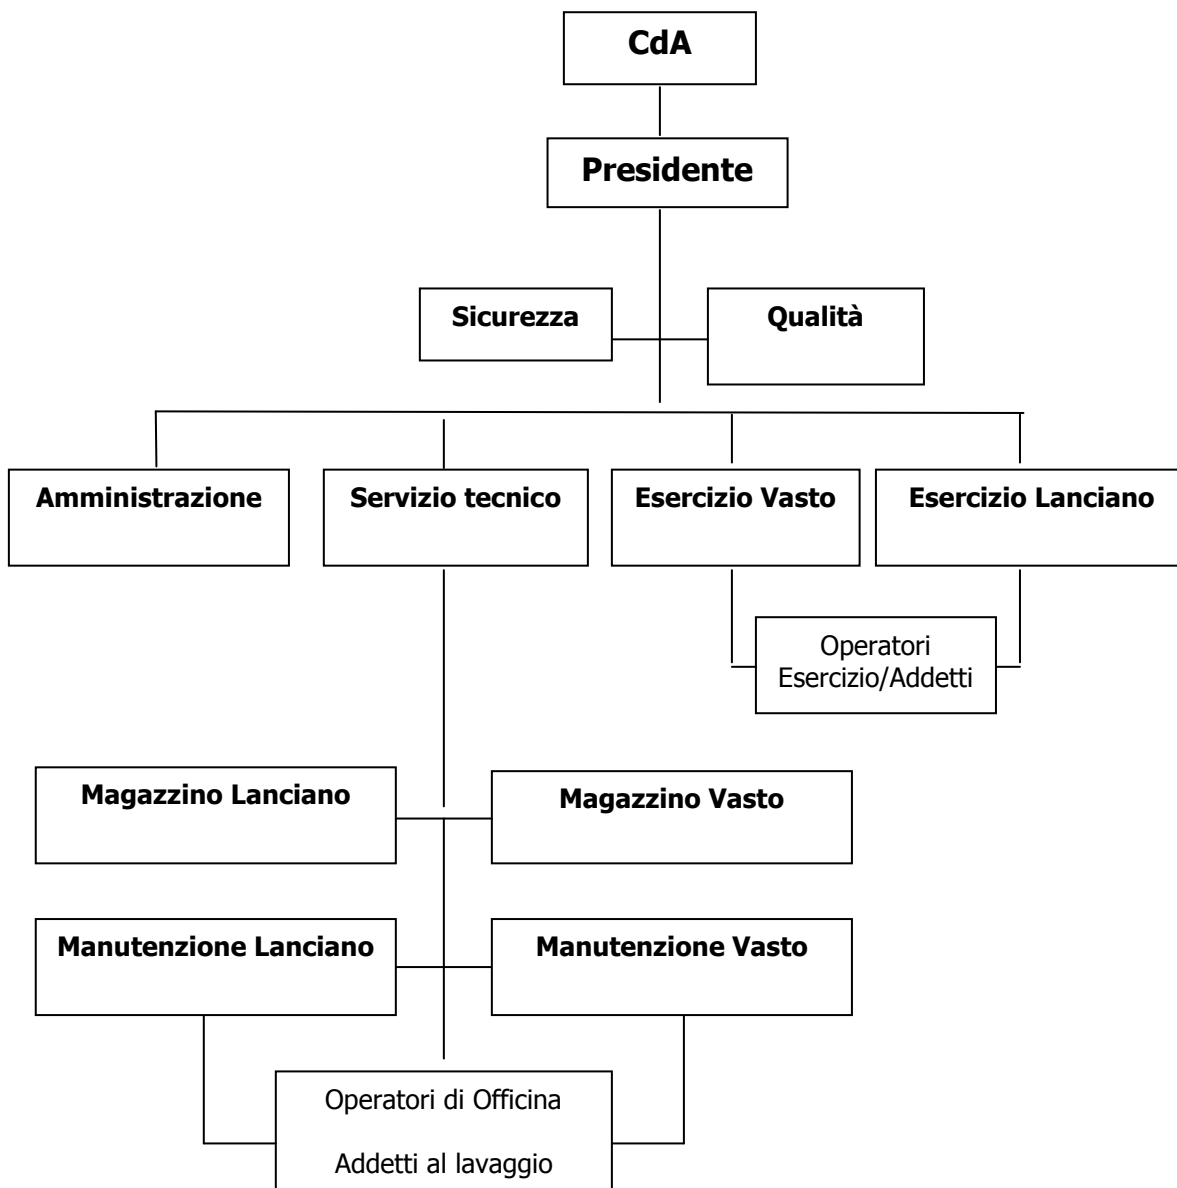 CdA
Presidente
Sicurezza
Qualità
Amministrazione
Servizio tecnico
Esercizio Vasto
Esercizio Lanciano
Operatori
Esercizio/Addetti
Magazzino Lanciano
Magazzino Vasto
Manutenzione Lanciano
Manutenzione Vasto
Operatori di Officina
Addetti al lavaggio